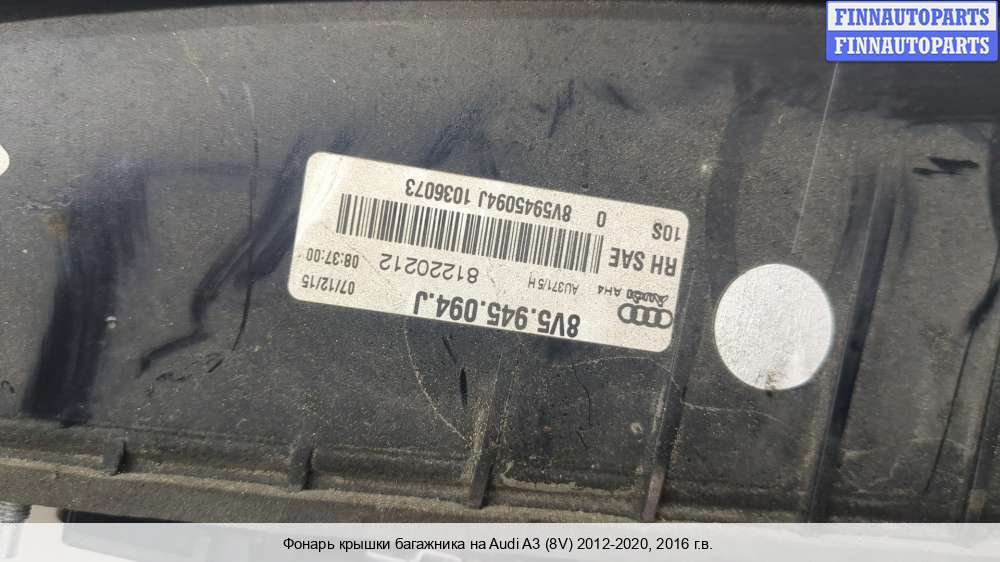 FINNAUTOPARTS
FINNAUTOPARTS
8V5.945.094.J
Audi AH4
AU371/5H
81220212
07/12/15
08:37:00
RH SAE
10S
0
8V5945094J 1036073
Фонарь крышки багажника на Audi A3 (8V) 2012-2020, 2016 г.в.